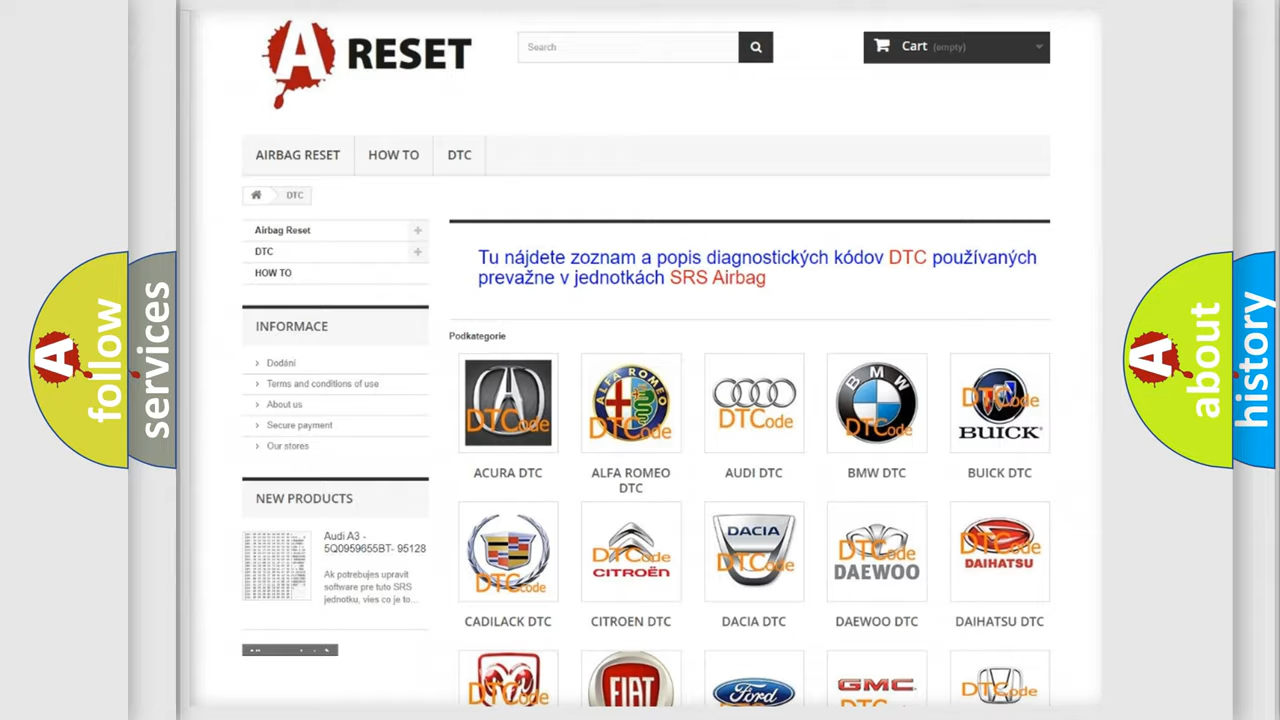 A RESET
Search
Cart (empty)
AIRBAG RESET
HOW TO
DTC
DTC
Airbag Reset
DTC
HOW TO
INFORMACE
Dodání
Terms and conditions of use
About us
Secure payment
Our stores
NEW PRODUCTS
Audi A3 -
5Q0959655BT- 95128
Ak potrebujes upravit
software pre tuto SRS
jednotku, vies co je to...
Tu nájdete zoznam a popis diagnostických kódov DTC používaných
prevažne v jednotkách SRS Airbag
Podkategorie
DTCode
ALFA ROMEO
DTCode
DTCode
BMW
DTCode
DTCode
BUICK
ACURA DTC
ALFA ROMEO
DTC
AUDI DTC
BMW DTC
BUICK DTC
DTCode
DTCode
CITROËN
DACIA
DTCode
DTCode
DAEWOO
DTCode
DAIHATSU
CADILACK DTC
CITROEN DTC
DACIA DTC
DAEWOO DTC
DAIHATSU DTC
DTCode
FIAT
Ford
GMC
DTCode
A
follow
services
A
about
history